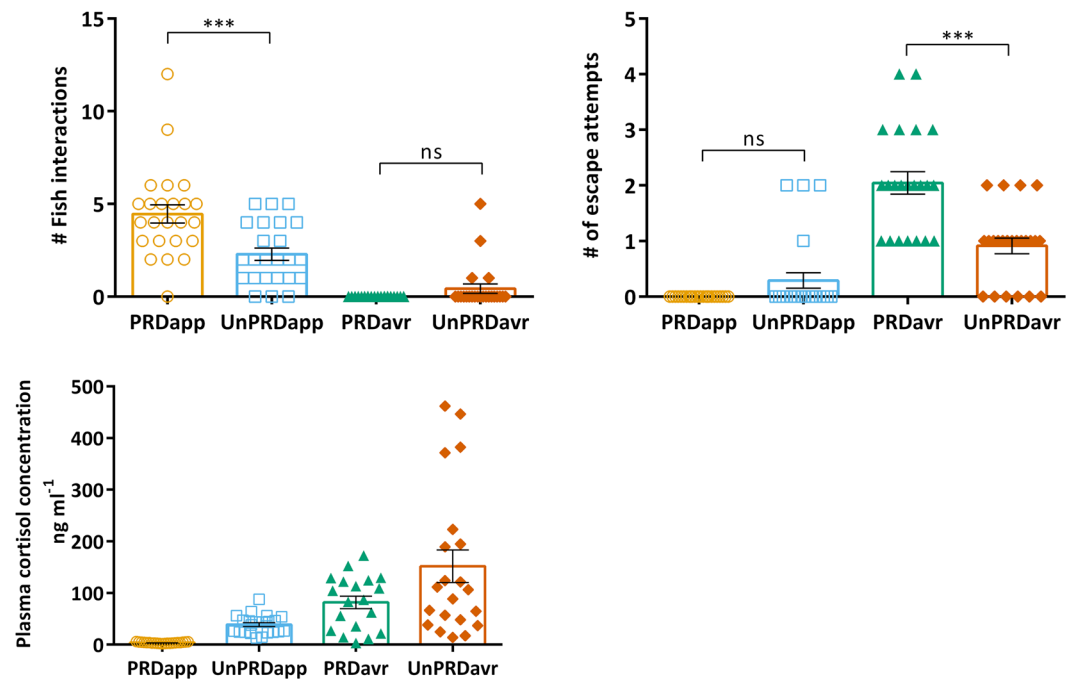 15
10
5
0
# Fish interactions
***
ns
PRDapp UnPRDapp PRDavr UnPRDavr
5
4
3
2
1
0
# of escape attempts
ns
***
PRDapp UnPRDapp PRDavr UnPRDavr
500
400
300
200
100
0
Plasma cortisol concentration
ng ml⁻¹
PRDapp UnPRDapp PRDavr UnPRDavr